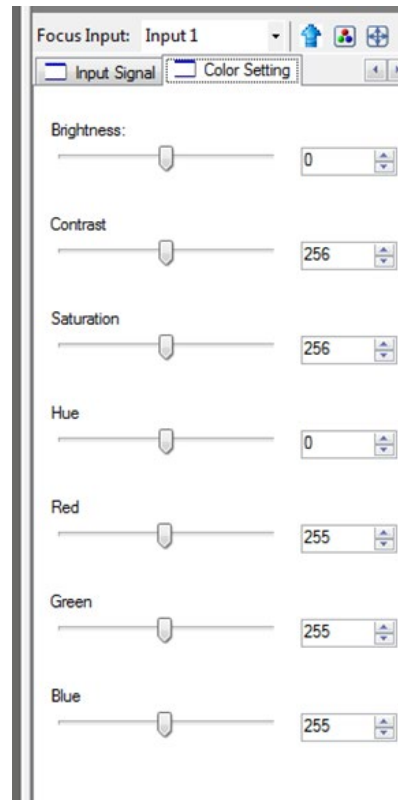 Focus Input: Input 1
Input Signal Color Setting
Brightness:
0
Contrast
256
Saturation
256
Hue
0
Red
255
Green
255
Blue
255